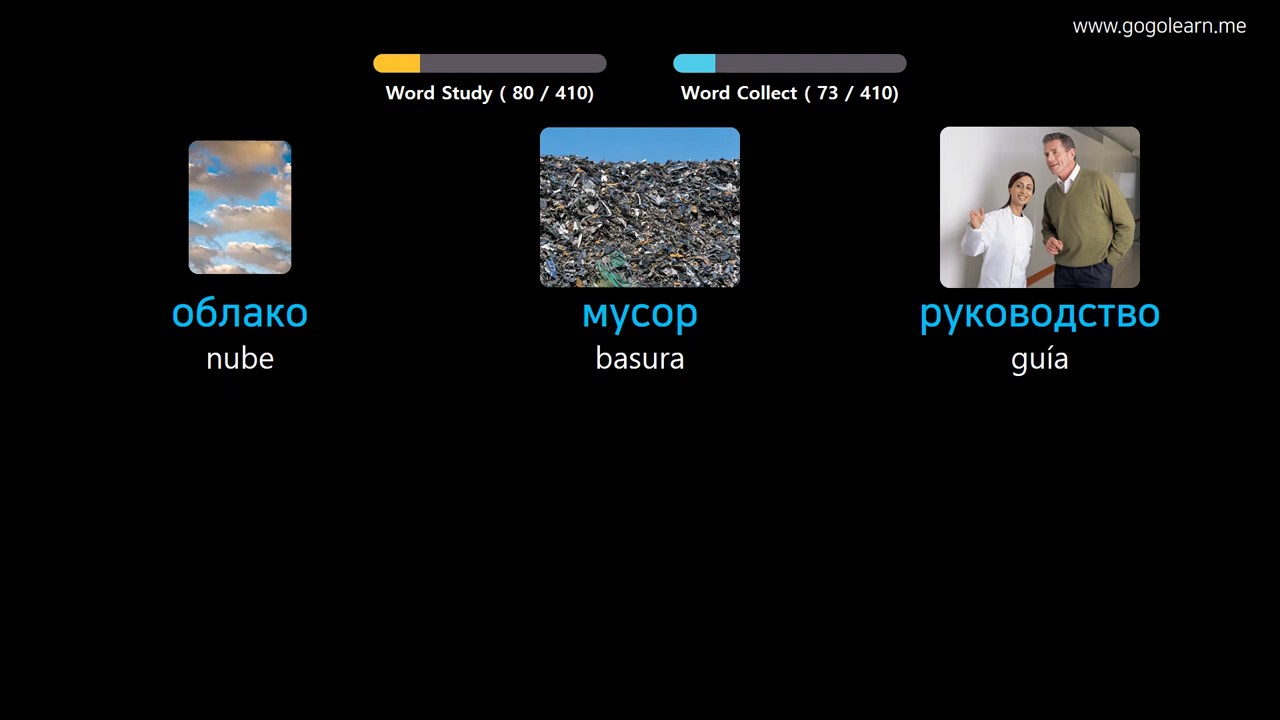 www.gogolearn.me
Word Study ( 80 / 410)
Word Collect ( 73 / 410)
облако
nube
мусор
basura
руководство
guía